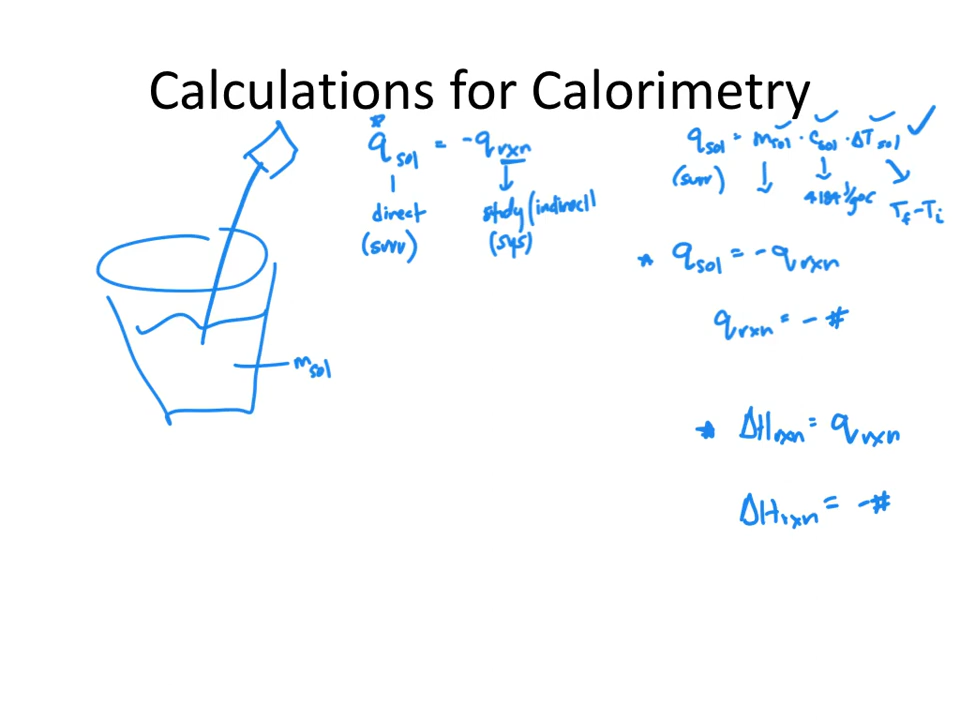 Calculations for Calorimetry
* q sol = -q rxn
direct study (indirect)
(surr) (sys)
m sol
q sol = m sol · c sol · ΔT sol ✓
(surr) 4.184 J/g°C Tf - Ti
* q sol = - q rxn
q rxn = - #
* ΔH rxn = q rxn
ΔH rxn = - #